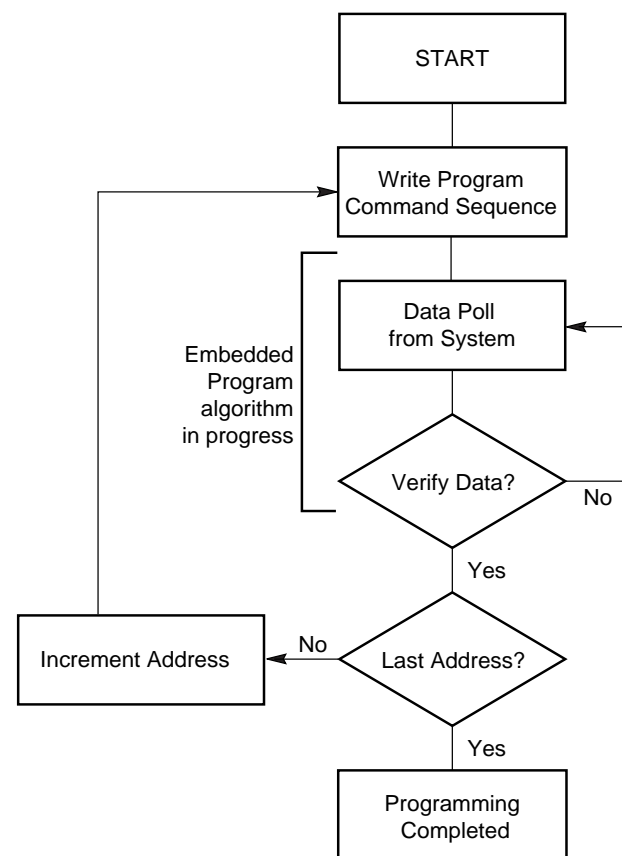 START
Write Program
Command Sequence
Data Poll
from System
Embedded
Program
algorithm
in progress
Verify Data?
No
Yes
Increment Address
No
Last Address?
Yes
Programming
Completed